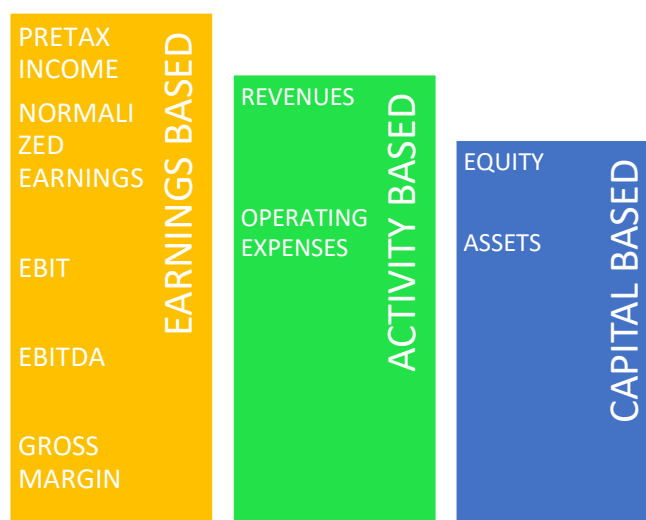 PRETAX
INCOME
NORMALI
ZED
EARNINGS
EBIT
EBITDA
GROSS
MARGIN
EARNINGS BASED
REVENUES
OPERATING
EXPENSES
ACTIVITY BASED
EQUITY
ASSETS
CAPITAL BASED